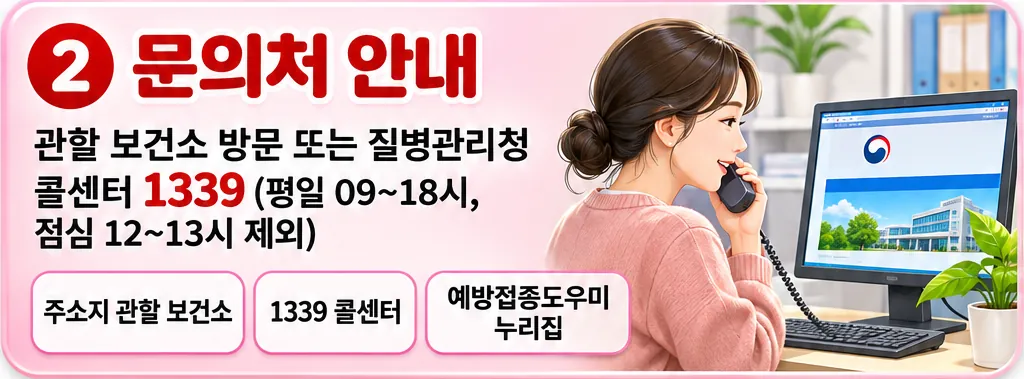 2 문의처 안내
관할 보건소 방문 또는 질병관리청
콜센터 1339 (평일 09~18시,
점심 12~13시 제외)
주소지 관할 보건소
1339 콜센터
예방접종도우미
누리집